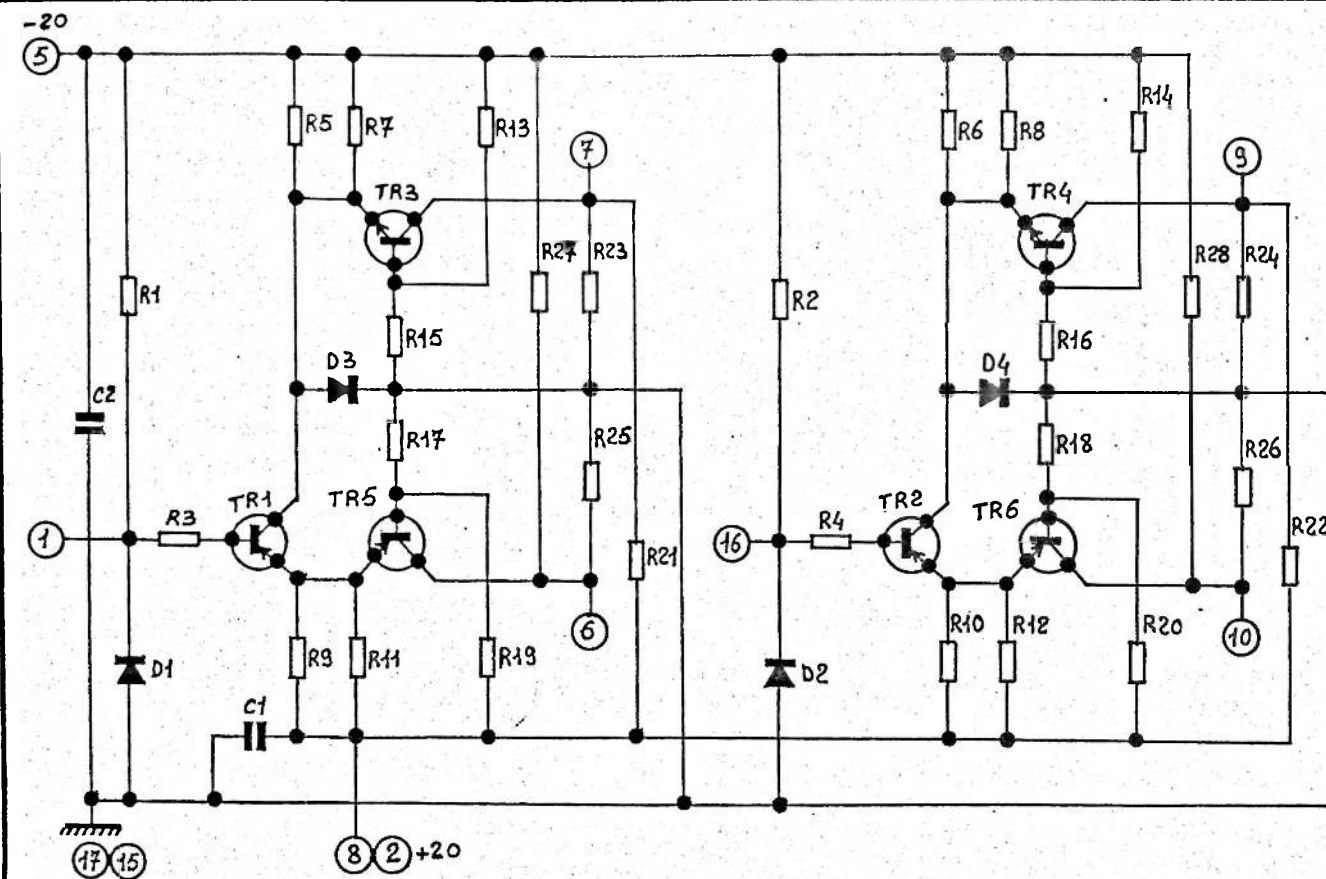 -20
5
R5 R7 R13 R6 R8 R14
7 9
TR3 TR4
R1 R27 R23 R2 R28 R24
R15 R16
D3 D4
C2 R17 R25 R18 R26
TR1 TR5 TR2 TR6
1 R3 R21 16 R4 R22
6 10
R9 R11 R19 R10 R12 R20
D1 D2
C1
17 15 8 2 +20